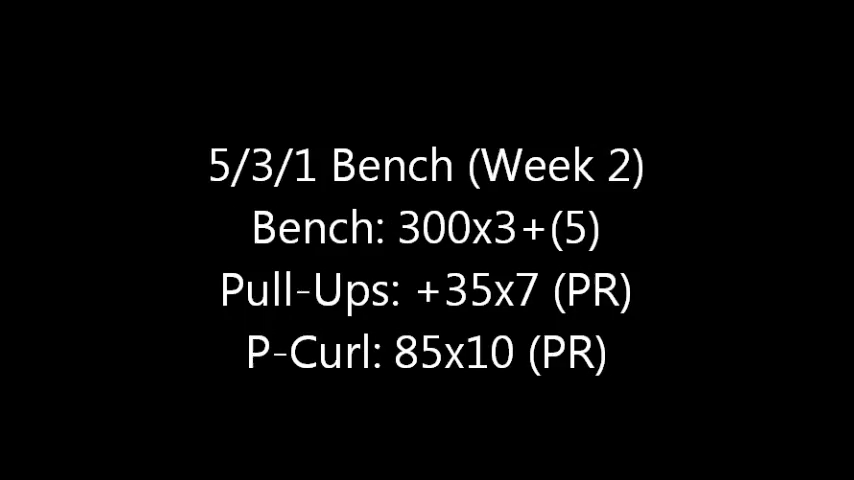 5/3/1 Bench (Week 2)
Bench: 300x3+(5)
Pull-Ups: +35x7 (PR)
P-Curl: 85x10 (PR)